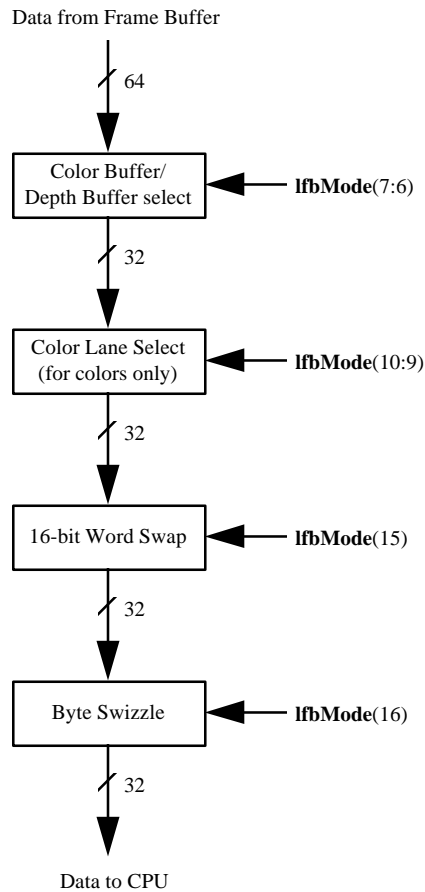 Data from Frame Buffer
64
Color Buffer/
Depth Buffer select
lfbMode(7:6)
32
Color Lane Select
(for colors only)
lfbMode(10:9)
32
16-bit Word Swap
lfbMode(15)
32
Byte Swizzle
lfbMode(16)
32
Data to CPU